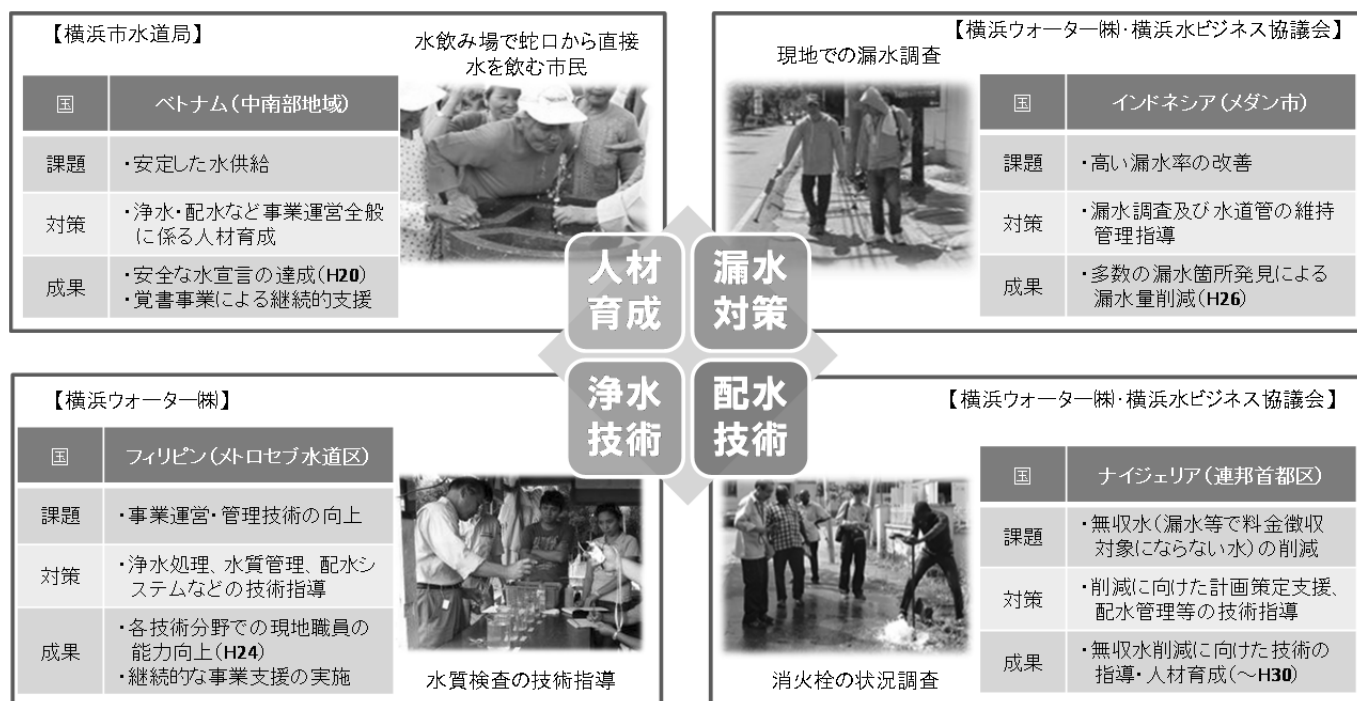 【横浜市水道局】
水飲み場で蛇口から直接
水を飲む市民
国 ベトナム(中南部地域)
課題 ・安定した水供給
対策 ・浄水・配水など事業運営全般
に係る人材育成
成果 ・安全な水宣言の達成(H20)
・覚書事業による継続的支援
【横浜ウォーター㈱・横浜水ビジネス協議会】
現地での漏水調査
国 インドネシア(メダン市)
課題 ・高い漏水率の改善
対策 ・漏水調査及び水道管の維持
管理指導
成果 ・多数の漏水箇所発見による
漏水量削減(H26)
人材
育成
漏水
対策
浄水
技術
配水
技術
【横浜ウォーター㈱】
国 フィリピン(メトロセブ水道区)
課題 ・事業運営・管理技術の向上
対策 ・浄水処理、水質管理、配水シ
ステムなどの技術指導
成果 ・各技術分野での現地職員の
能力向上(H24)
・継続的な事業支援の実施
水質検査の技術指導
【横浜ウォーター㈱・横浜水ビジネス協議会】
国 ナイジェリア(連邦首都区)
課題 ・無収水(漏水等で料金徴収
対象にならない水)の削減
対策 ・削減に向けた計画策定支援、
配水管理等の技術指導
成果 ・無収水削減に向けた技術の
指導・人材育成(~H30)
消火栓の状況調査